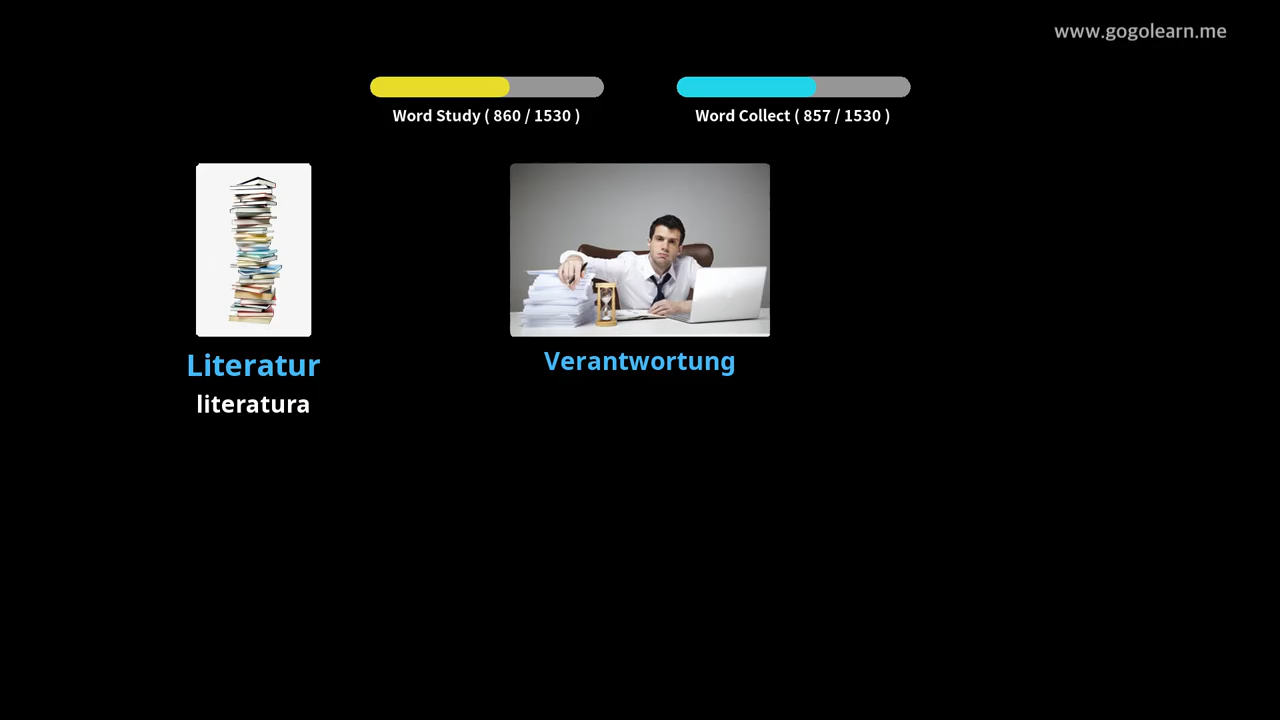 www.gogolearn.me
Word Study ( 860 / 1530 )
Word Collect ( 857 / 1530 )
Literatur
literatura
Verantwortung